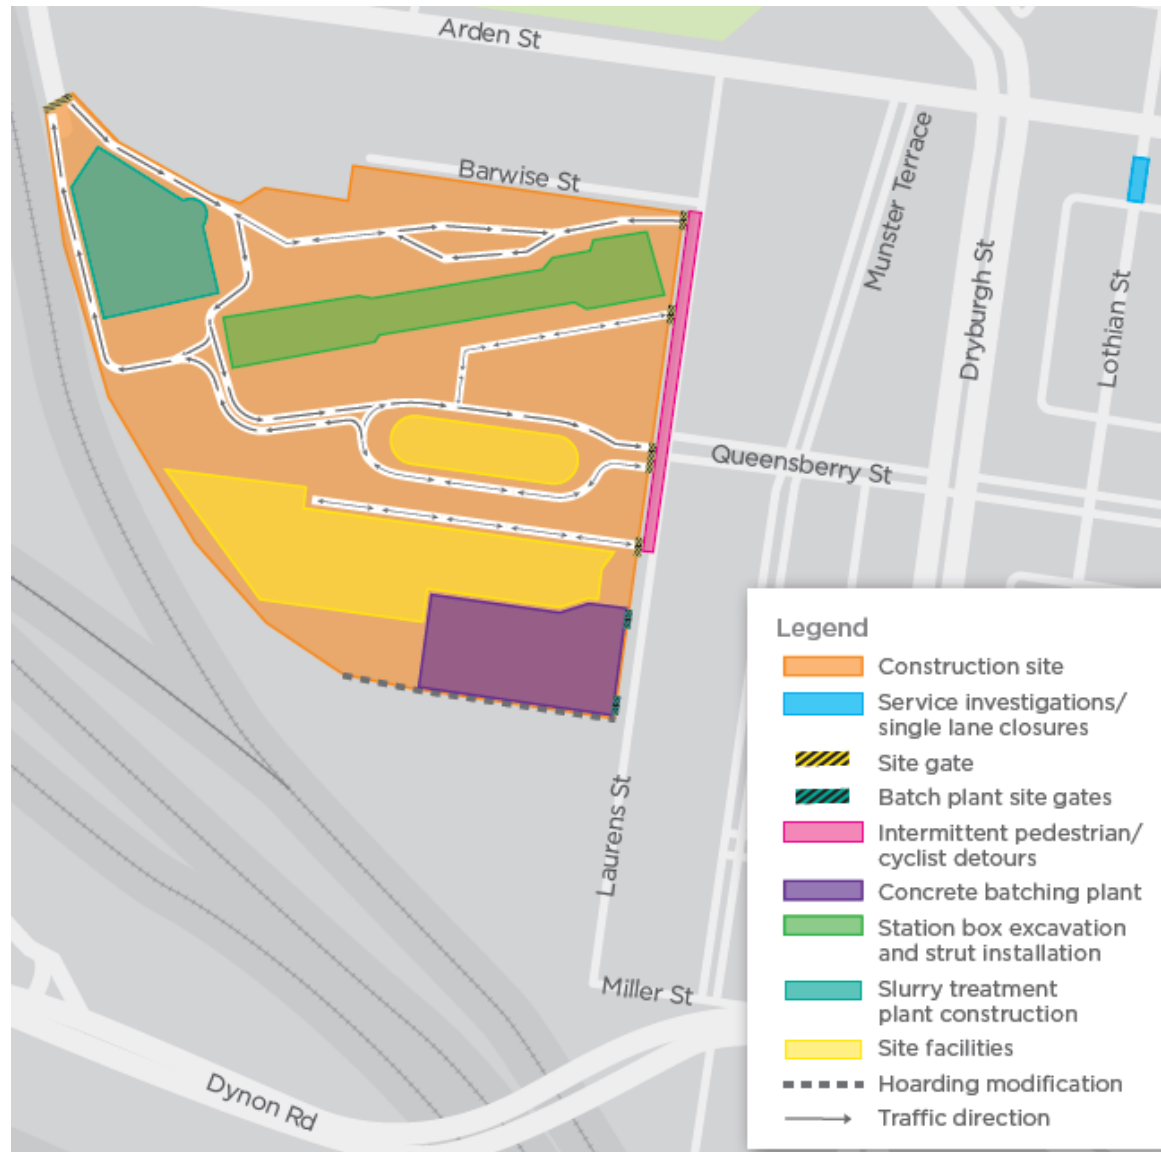 Arden St
Barwise St
Munster Terrace
Dryburgh St
Lothian St
Queensberry St
Laurens St
Miller St
Dynon Rd
Legend
Construction site
Service investigations/
single lane closures
Site gate
Batch plant site gates
Intermittent pedestrian/
cyclist detours
Concrete batching plant
Station box excavation
and strut installation
Slurry treatment
plant construction
Site facilities
Hoarding modification
Traffic direction